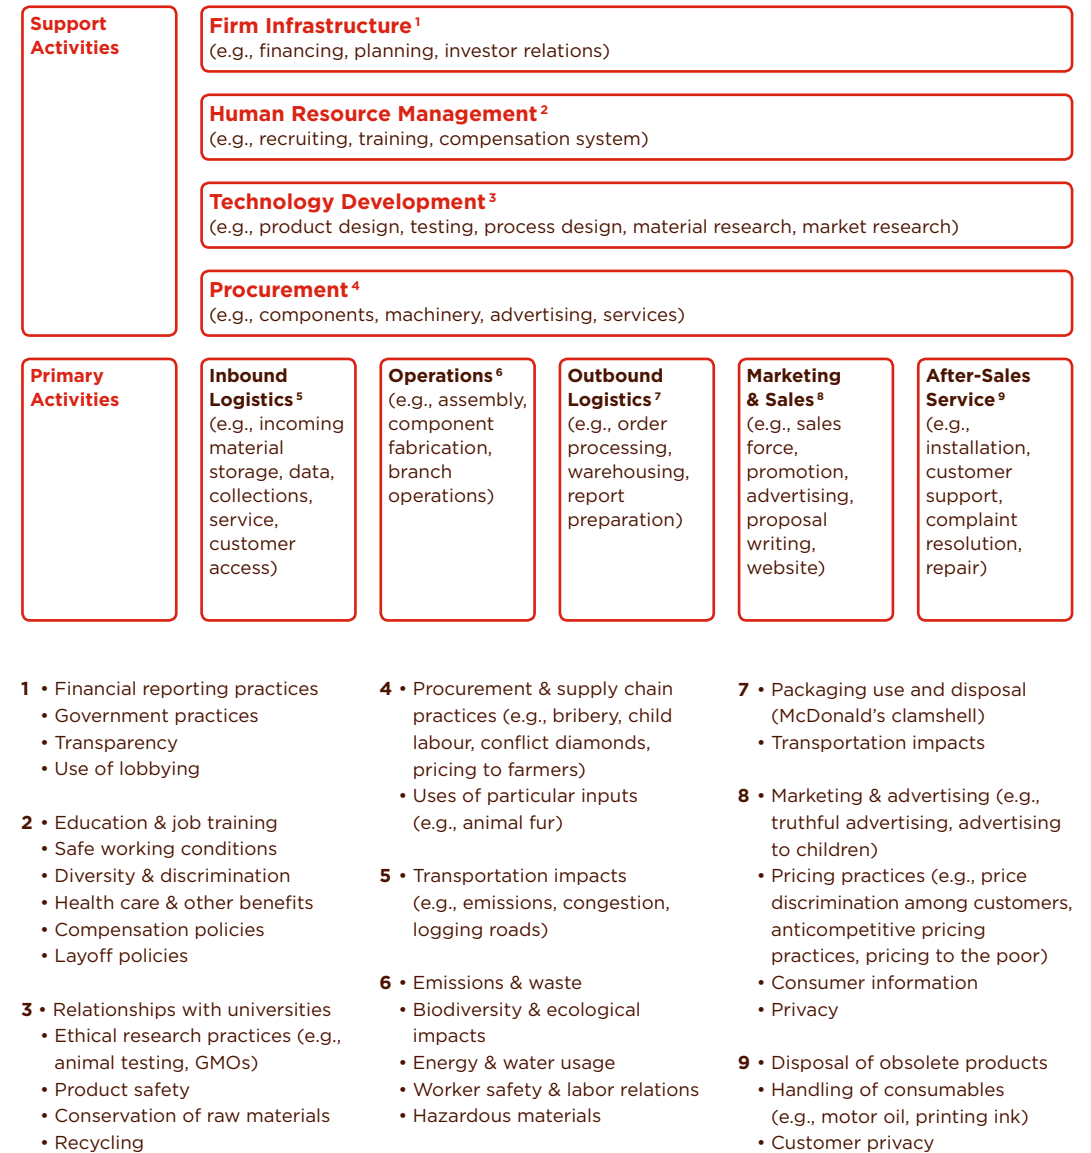 Support
Activities
Firm Infrastructure 1
(e.g., financing, planning, investor relations)
Human Resource Management 2
(e.g., recruiting, training, compensation system)
Technology Development 3
(e.g., product design, testing, process design, material research, market research)
Procurement 4
(e.g., components, machinery, advertising, services)
Primary
Activities
Inbound
Logistics 5
(e.g., incoming
material
storage, data,
collections,
service,
customer
access)
Operations 6
(e.g., assembly,
component
fabrication,
branch
operations)
Outbound
Logistics 7
(e.g., order
processing,
warehousing,
report
preparation)
Marketing
& Sales 8
(e.g., sales
force,
promotion,
advertising,
proposal
writing,
website)
After-Sales
Service 9
(e.g.,
installation,
customer
support,
complaint
resolution,
repair)
1 • Financial reporting practices
• Government practices
• Transparency
• Use of lobbying
2 • Education & job training
• Safe working conditions
• Diversity & discrimination
• Health care & other benefits
• Compensation policies
• Layoff policies
3 • Relationships with universities
• Ethical research practices (e.g.,
animal testing, GMOs)
• Product safety
• Conservation of raw materials
• Recycling
4 • Procurement & supply chain
practices (e.g., bribery, child
labour, conflict diamonds,
pricing to farmers)
• Uses of particular inputs
(e.g., animal fur)
5 • Transportation impacts
(e.g., emissions, congestion,
logging roads)
6 • Emissions & waste
• Biodiversity & ecological
impacts
• Energy & water usage
• Worker safety & labor relations
• Hazardous materials
7 • Packaging use and disposal
(McDonald's clamshell)
• Transportation impacts
8 • Marketing & advertising (e.g.,
truthful advertising, advertising
to children)
• Pricing practices (e.g., price
discrimination among customers,
anticompetitive pricing
practices, pricing to the poor)
• Consumer information
• Privacy
9 • Disposal of obsolete products
• Handling of consumables
(e.g., motor oil, printing ink)
• Customer privacy